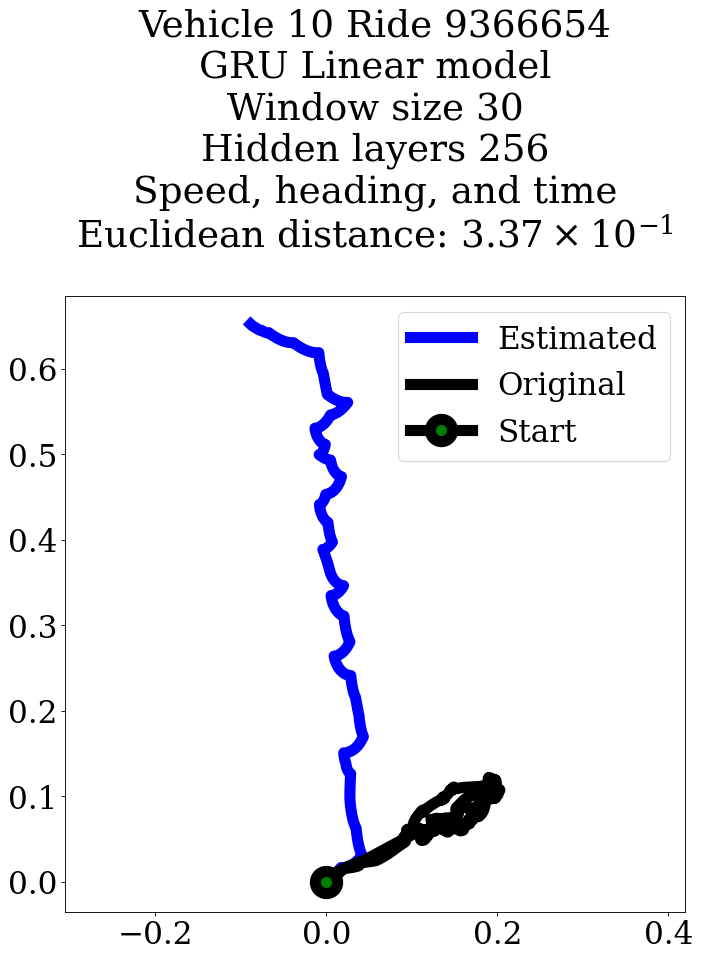 Vehicle 10 Ride 9366654
GRU Linear model
Window size 30
Hidden layers 256
Speed, heading, and time
Euclidean distance: 3.37 × 10⁻¹
Estimated
Original
Start
0.6
0.5
0.4
0.3
0.2
0.1
0.0
−0.2 0.0 0.2 0.4